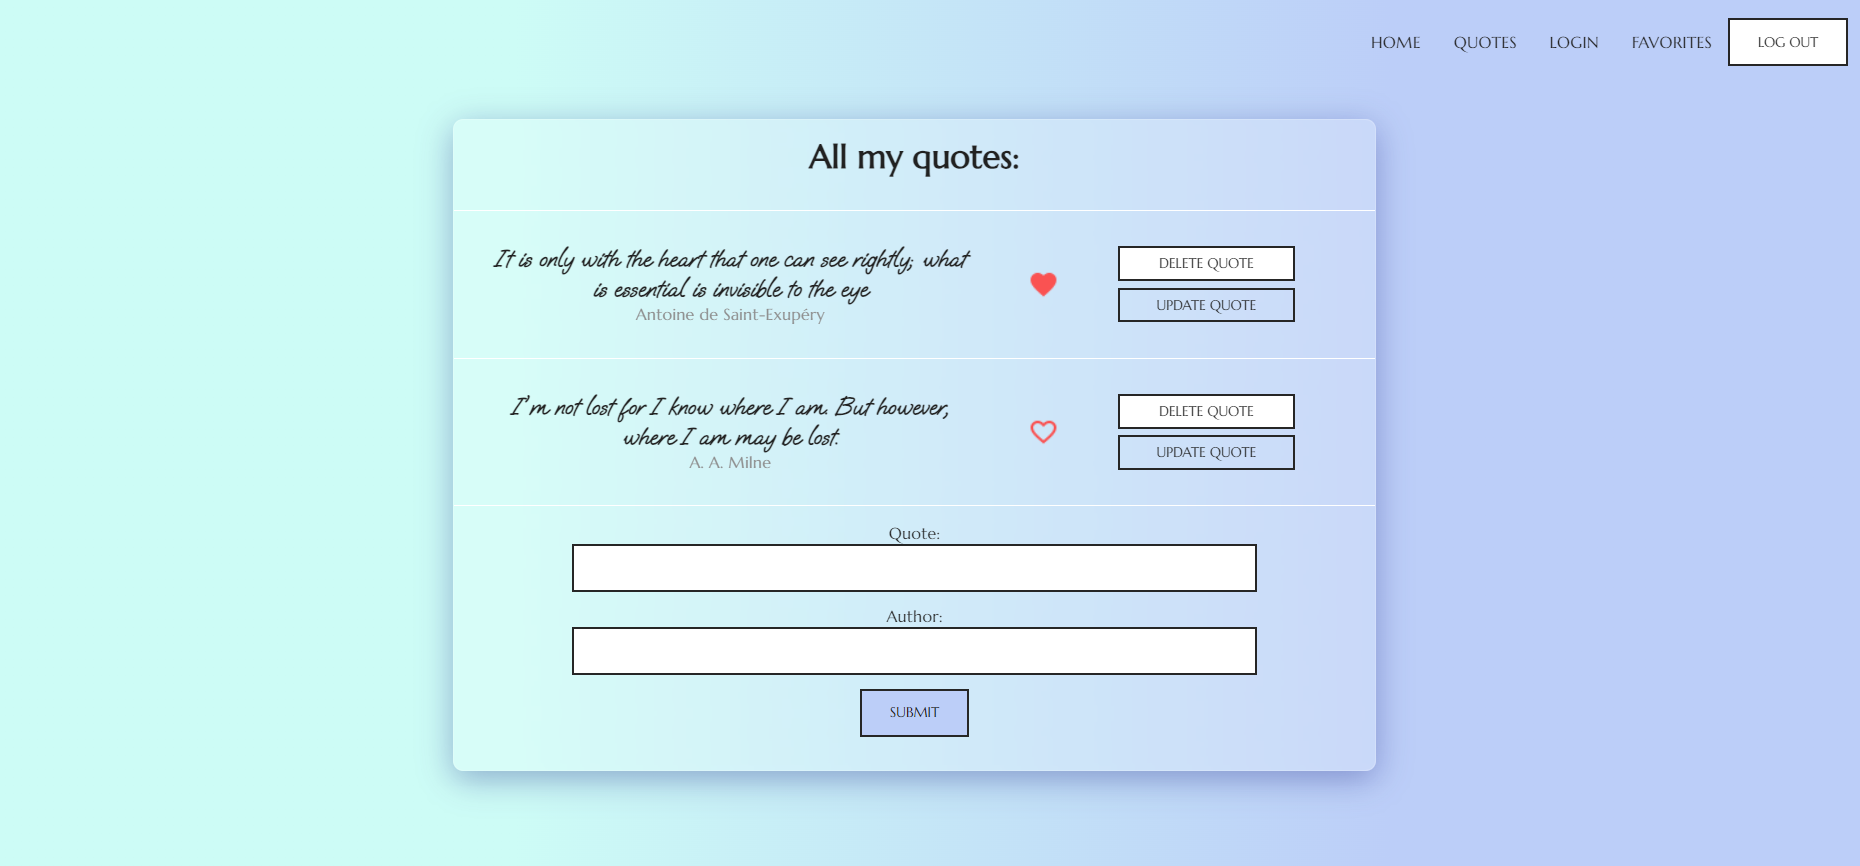 HOME QUOTES LOGIN FAVORITES LOG OUT
All my quotes:
It is only with the heart that one can see rightly; what
is essential is invisible to the eye
Antoine de Saint-Exupéry
DELETE QUOTE
UPDATE QUOTE
I'm not lost for I know where I am. But however,
where I am may be lost.
A. A. Milne
DELETE QUOTE
UPDATE QUOTE
Quote:
Author:
SUBMIT